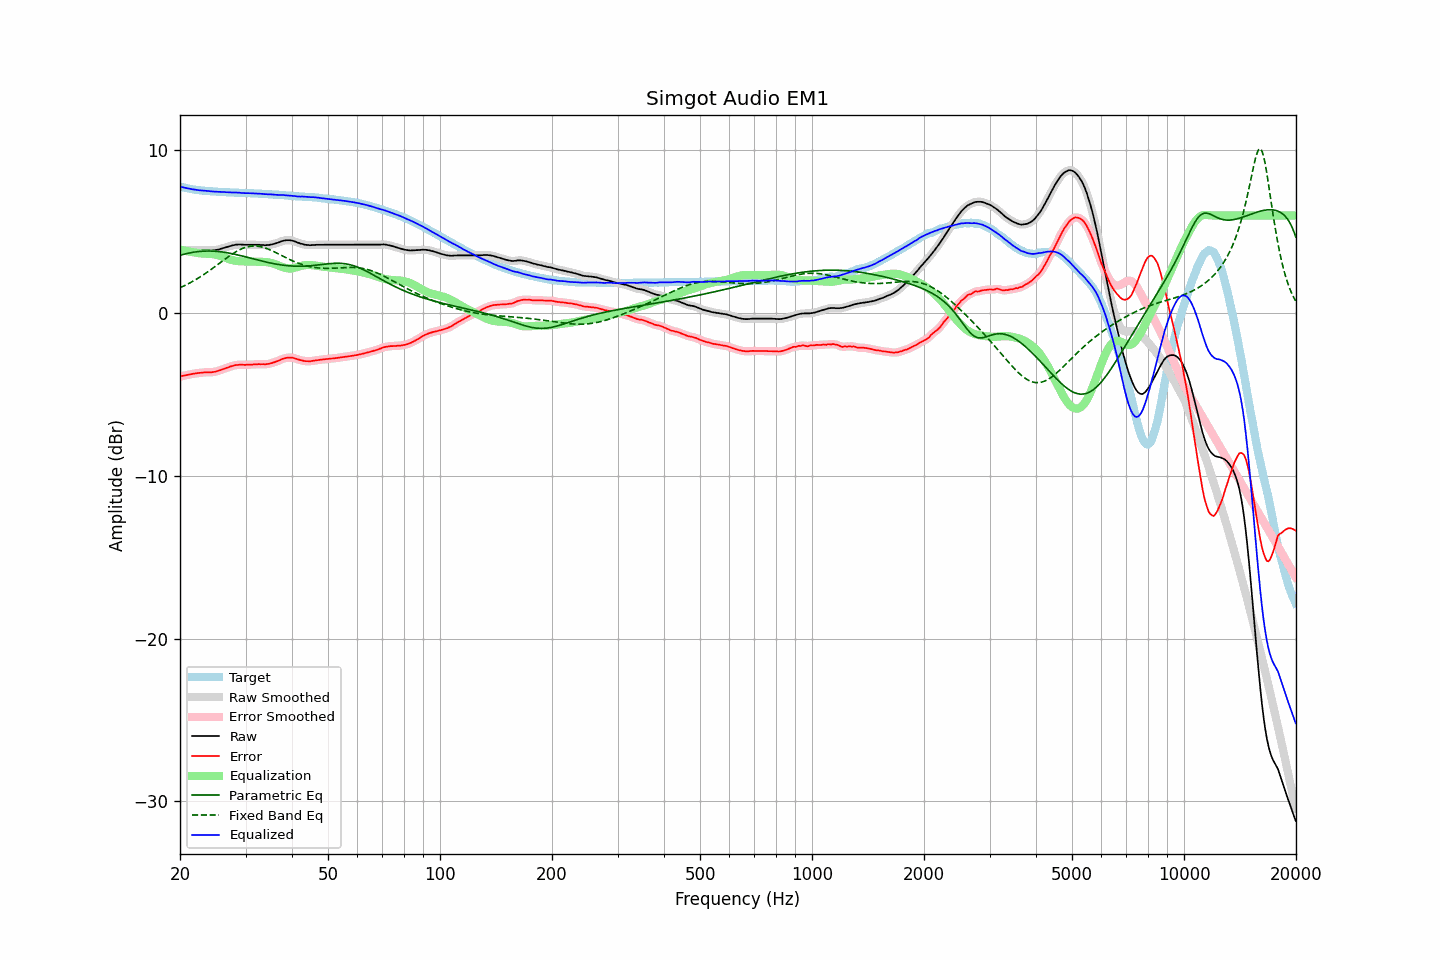 Simgot Audio EM1
Amplitude (dBr)
10
0
−10
−20
−30
Target
Raw Smoothed
Error Smoothed
Raw
Error
Equalization
Parametric Eq
Fixed Band Eq
Equalized
20 50 100 200 500 1000 2000 5000 10000 20000
Frequency (Hz)